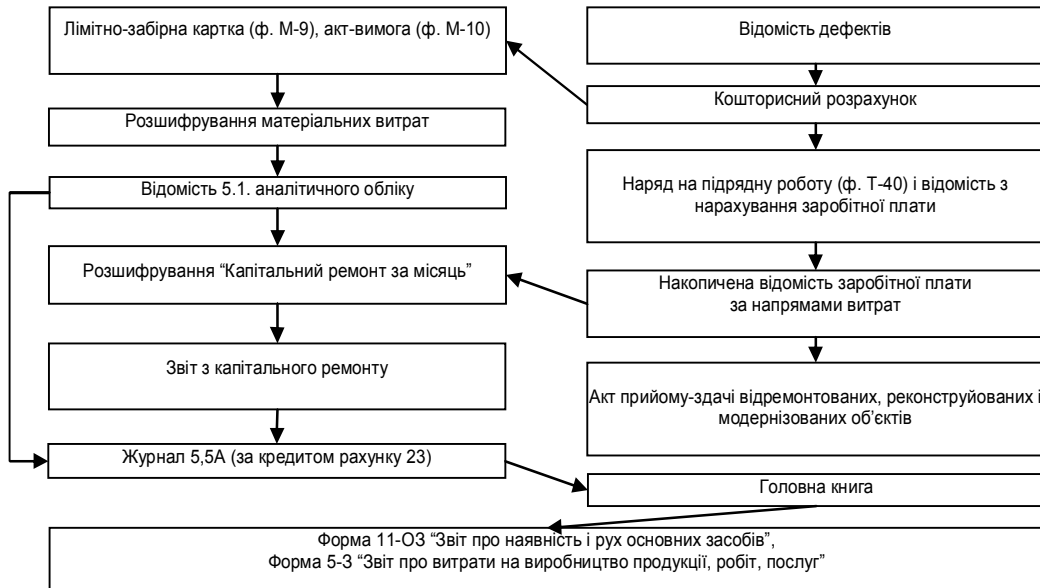 Лімітно-забірна картка (ф. М-9), акт-вимога (ф. М-10)
Розшифрування матеріальних витрат
Відомість 5.1. аналітичного обліку
Розшифрування “Капітальний ремонт за місяць”
Звіт з капітального ремонту
Журнал 5,5А (за кредитом рахунку 23)
Відомість дефектів
Кошторисний розрахунок
Наряд на підрядну роботу (ф. Т-40) і відомість з
нарахування заробітної плати
Накопичена відомість заробітної плати
за напрямами витрат
Акт прийому-здачі відремонтованих, реконструйованих і
модернізованих об’єктів
Головна книга
Форма 11-ОЗ “Звіт про наявність і рух основних засобів”,
Форма 5-З “Звіт про витрати на виробництво продукції, робіт, послуг”